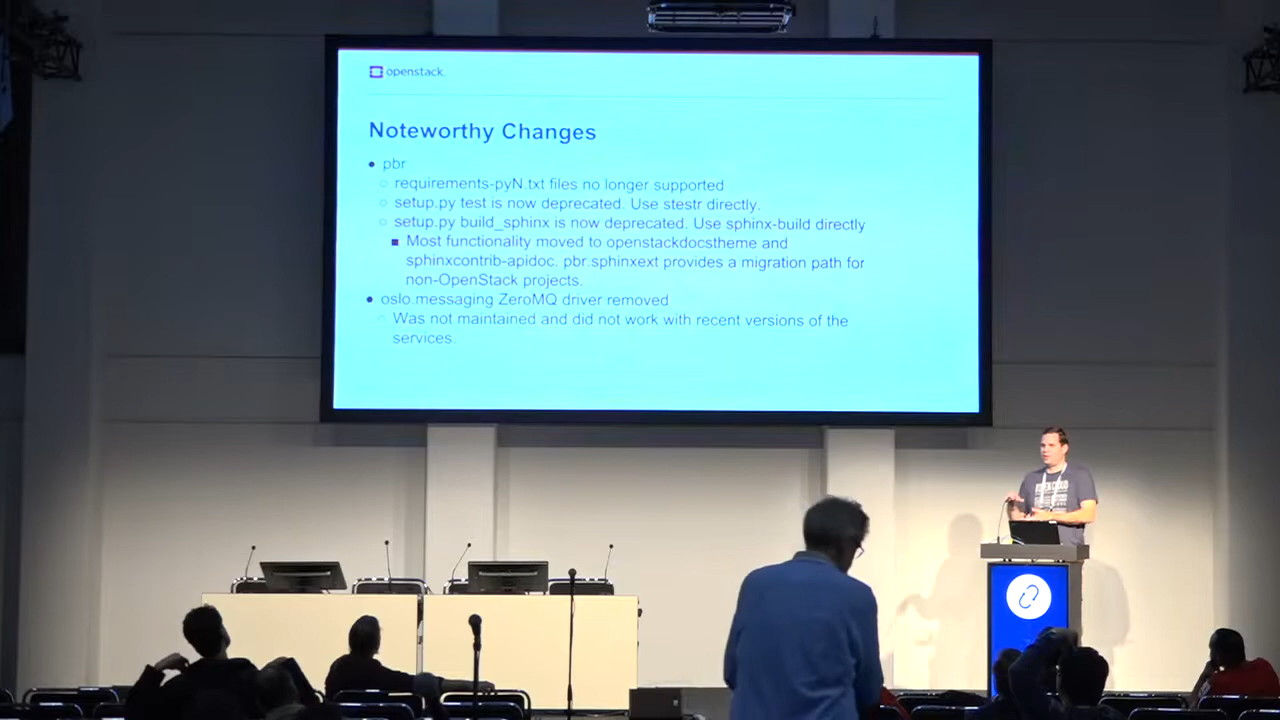 openstack.
Noteworthy Changes
● pbr
○ requirements-pyN.txt files no longer supported
○ setup.py test is now deprecated. Use stestr directly.
○ setup.py build_sphinx is now deprecated. Use sphinx-build directly
■ Most functionality moved to openstackdocstheme and
sphinxcontrib-apidoc. pbr.sphinxext provides a migration path for
non-OpenStack projects.
● oslo.messaging ZeroMQ driver removed
○ Was not maintained and did not work with recent versions of the
services.